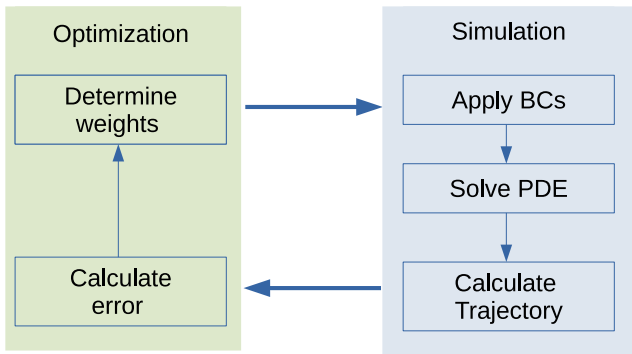 Optimization
Determine
weights
Calculate
error
Simulation
Apply BCs
Solve PDE
Calculate
Trajectory